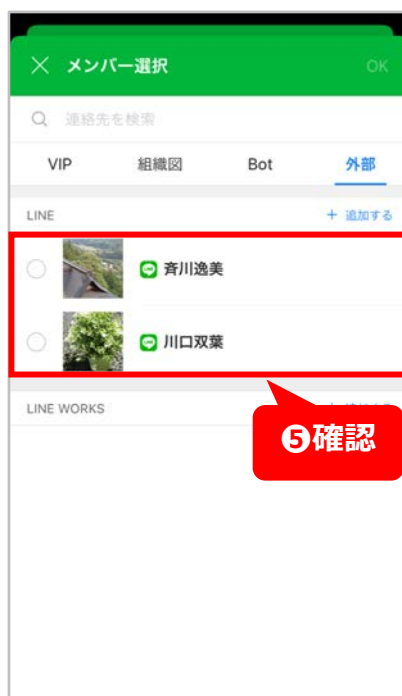 × メンバー選択 OK
連絡先を検索
VIP 組織図 Bot 外部
LINE + 追加する
LINE 斉川逸美
LINE 川口双葉
LINE WORKS
❺確認